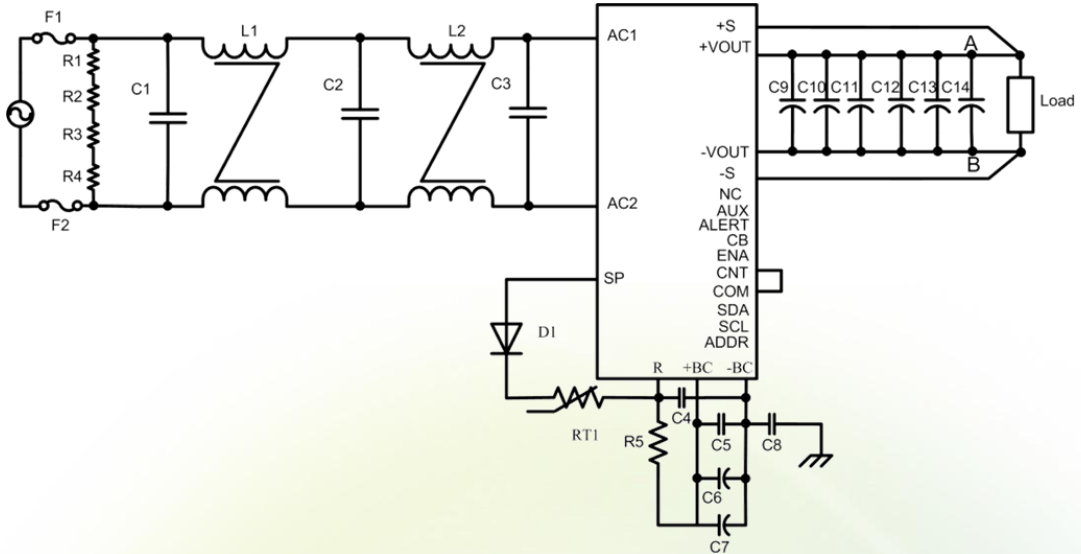 F1
R1
R2
R3
R4
F2
C1
L1
C2
L2
C3
AC1
AC2
SP
+S
+VOUT
-VOUT
-S
NC
AUX
ALERT
CB
ENA
CNT
COM
SDA
SCL
ADDR
R +BC -BC
A
C9 C10 C11 C12 C13 C14
B
Load
D1
RT1
R5
C4
C5
C8
C6
C7